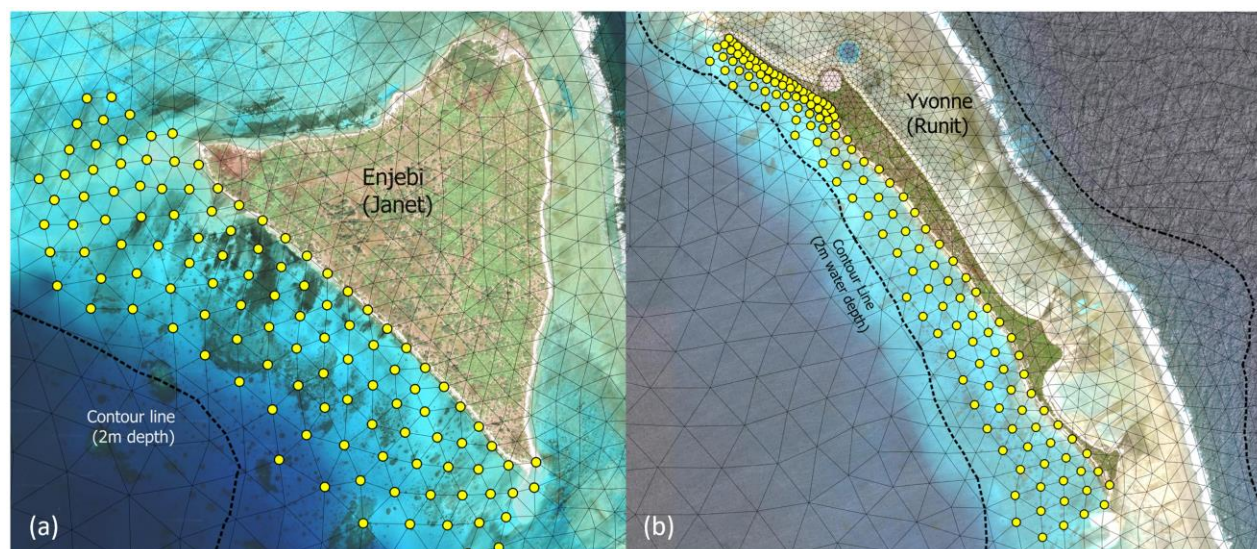 Enjebi
(Janet)
Contour line
(2m depth)
(a)
Yvonne
(Runit)
Contour Line
(2m water depth)
(b)